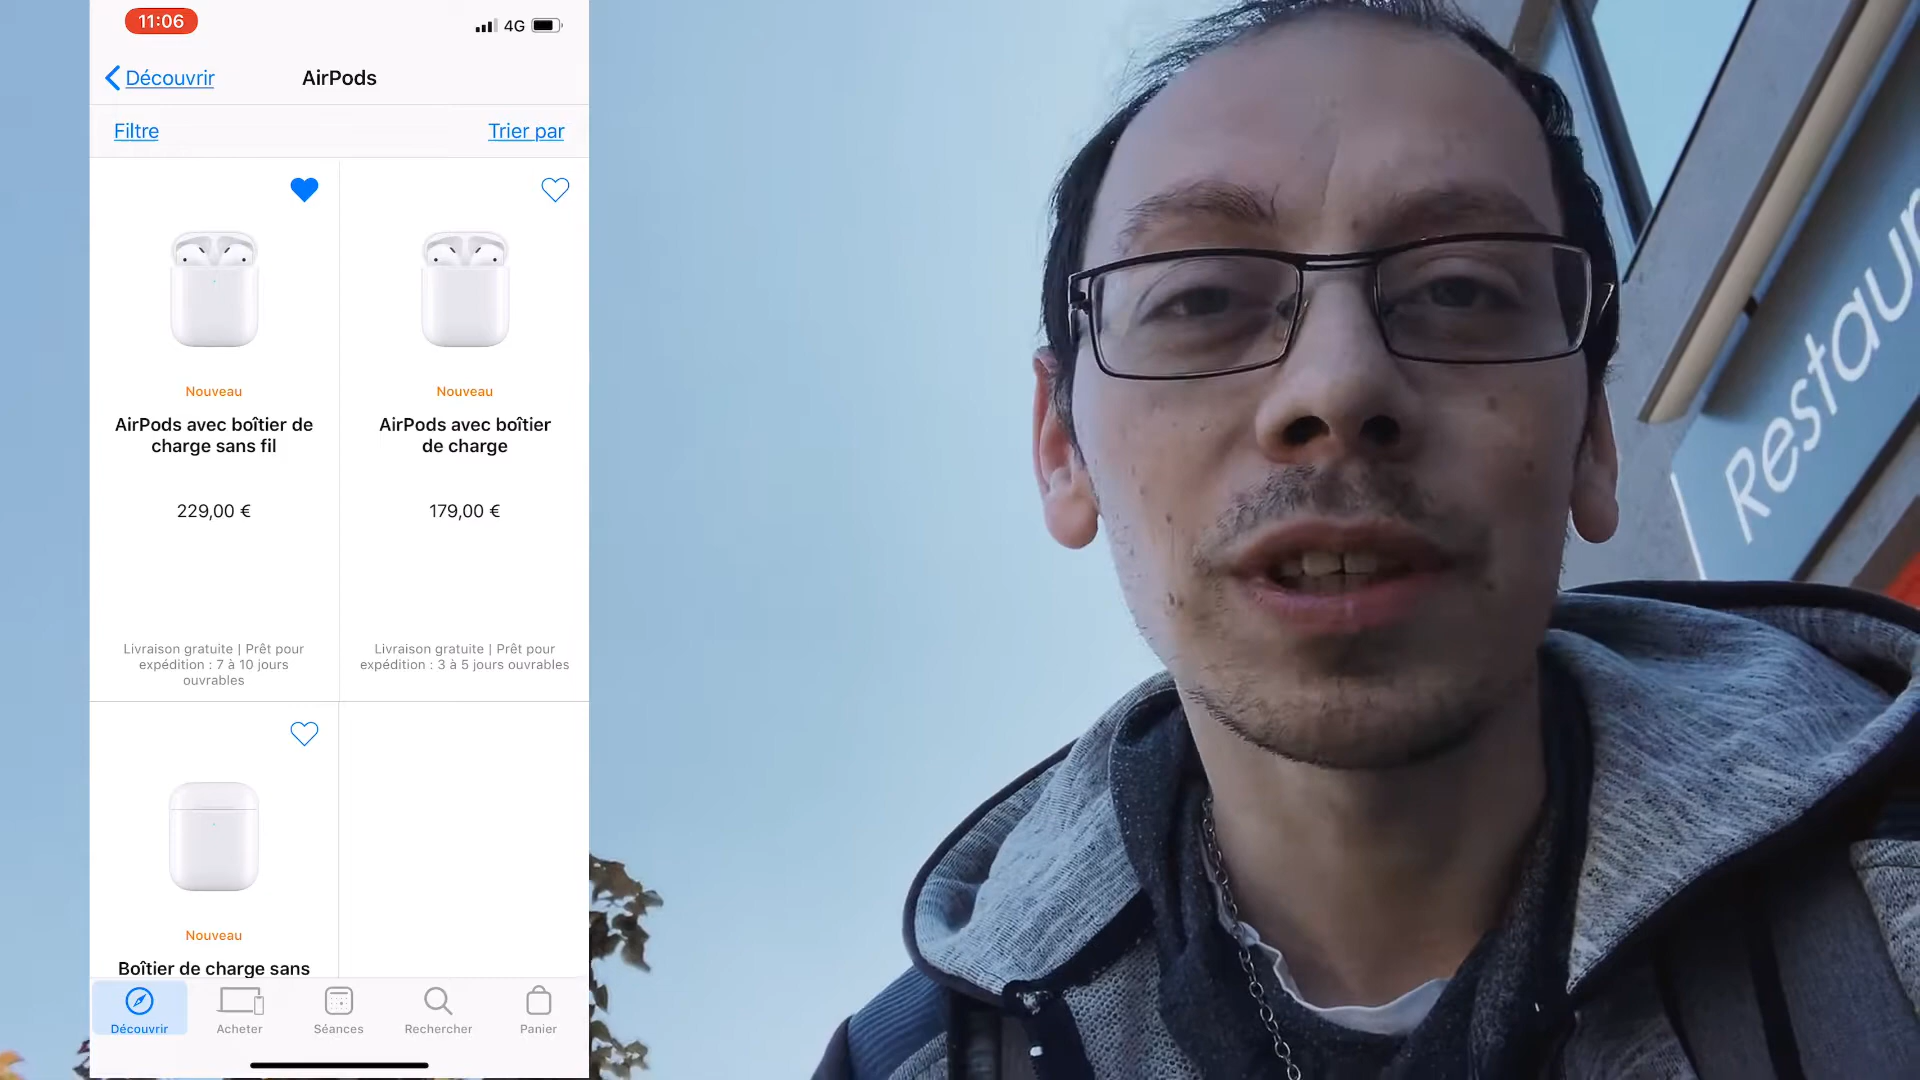 11:06
4G
Découvrir
AirPods
Filtre
Trier par
Nouveau
AirPods avec boîtier de
charge sans fil
229,00 €
Livraison gratuite | Prêt pour
expédition : 7 à 10 jours
ouvrables
Nouveau
AirPods avec boîtier
de charge
179,00 €
Livraison gratuite | Prêt pour
expédition : 3 à 5 jours ouvrables
Nouveau
Boîtier de charge sans
Découvrir
Acheter
Séances
Rechercher
Panier
Restaur